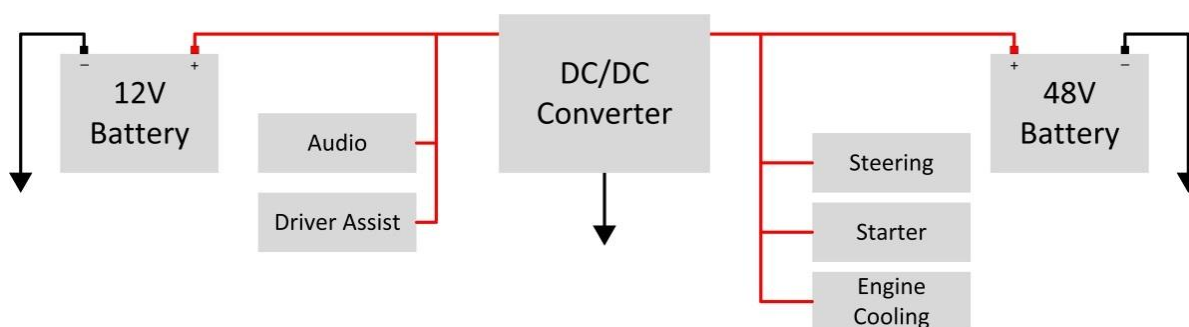 – +
12V
Battery
Audio
Driver Assist
DC/DC
Converter
+ –
48V
Battery
Steering
Starter
Engine
Cooling